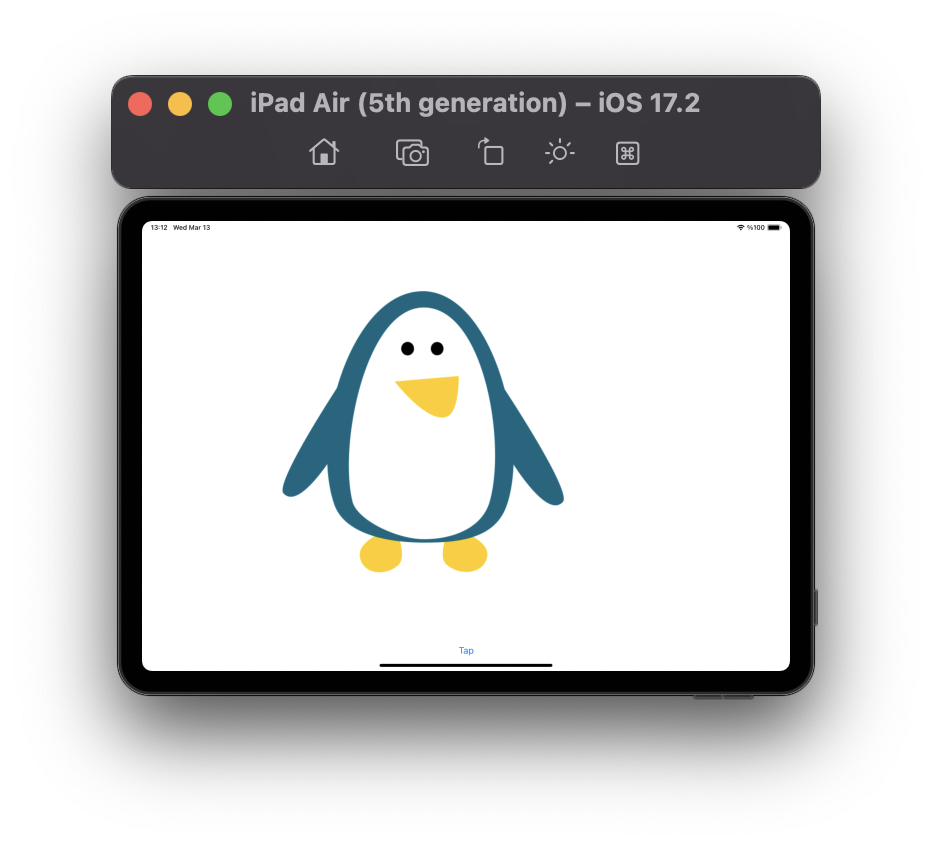 iPad Air (5th generation) – iOS 17.2
13:12 Wed Mar 13 %100
Tap